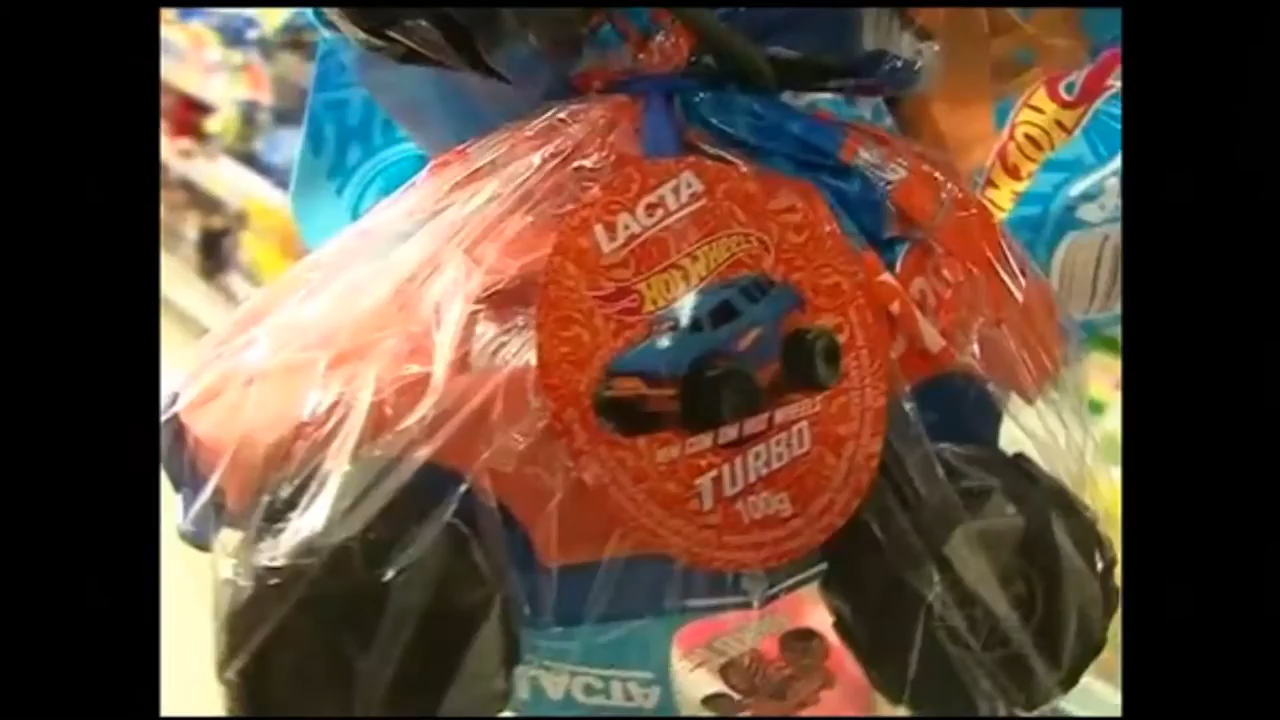 LACTA
HOT WHEELS
TURBO
100g
HOT W
LACTA